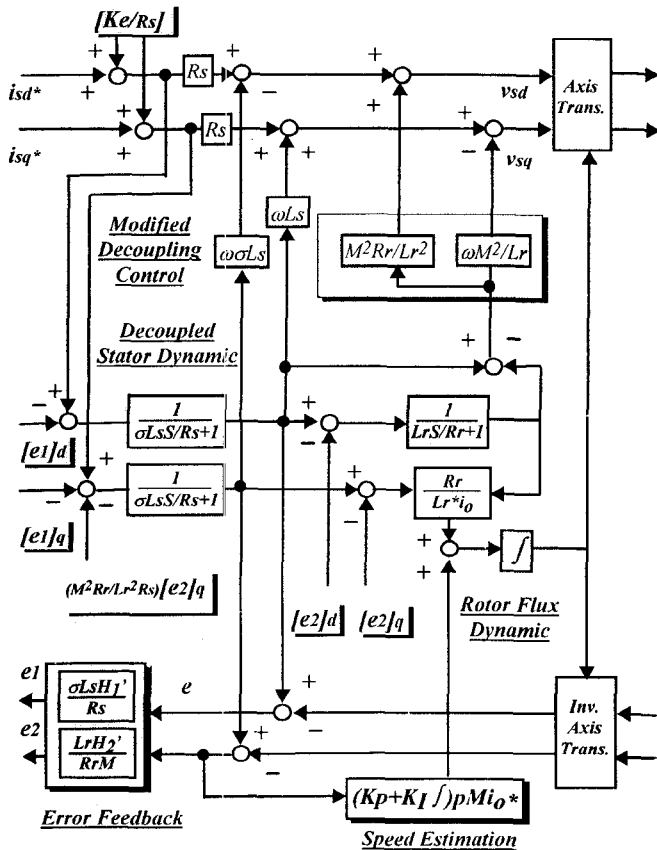 [Ke/Rs]
+
+
+
−
+
+
isd*
+
Rs
vsd
Axis
Trans.
isq*
+
+
Rs
+
+
+
−
vsq
Modified
Decoupling
Control
ωLs
ωσLs
M²Rr/Lr²
ωM²/Lr
Decoupled
Stator Dynamic
+
−
−
+
1
σLsS/Rs+1
+
−
1
LrS/Rr+1
[e1]d
+
−
−
1
σLsS/Rs+1
+
−
Rr
Lr*io
[e1]q
+
+
∫
(M²Rr/Lr²Rs)[e2]q
[e2]d
[e2]q
Rotor Flux
Dynamic
e1
σLsH1'
Rs
e
+
−
Inv.
Axis
Trans.
e2
LrH2'
RrM
+
−
Error Feedback
(Kp+KI∫)pMio*
Speed Estimation